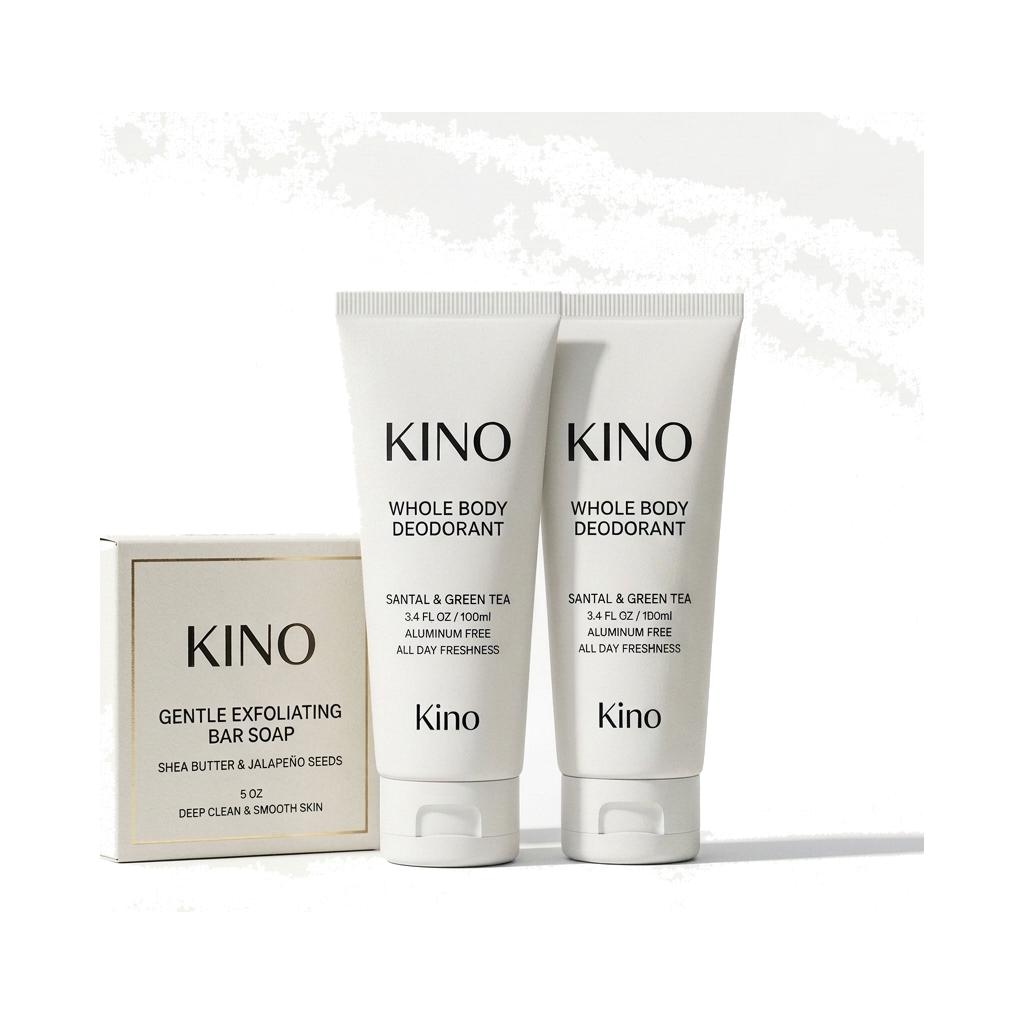 KINO
GENTLE EXFOLIATING
BAR SOAP
SHEA BUTTER & JALAPEÑO SEEDS
5 OZ
DEEP CLEAN & SMOOTH SKIN
KINO
WHOLE BODY
DEODORANT
SANTAL & GREEN TEA
3.4 FL OZ / 100ml
ALUMINUM FREE
ALL DAY FRESHNESS
Kino
KINO
WHOLE BODY
DEODORANT
SANTAL & GREEN TEA
3.4 FL OZ / 100ml
ALUMINUM FREE
ALL DAY FRESHNESS
Kino